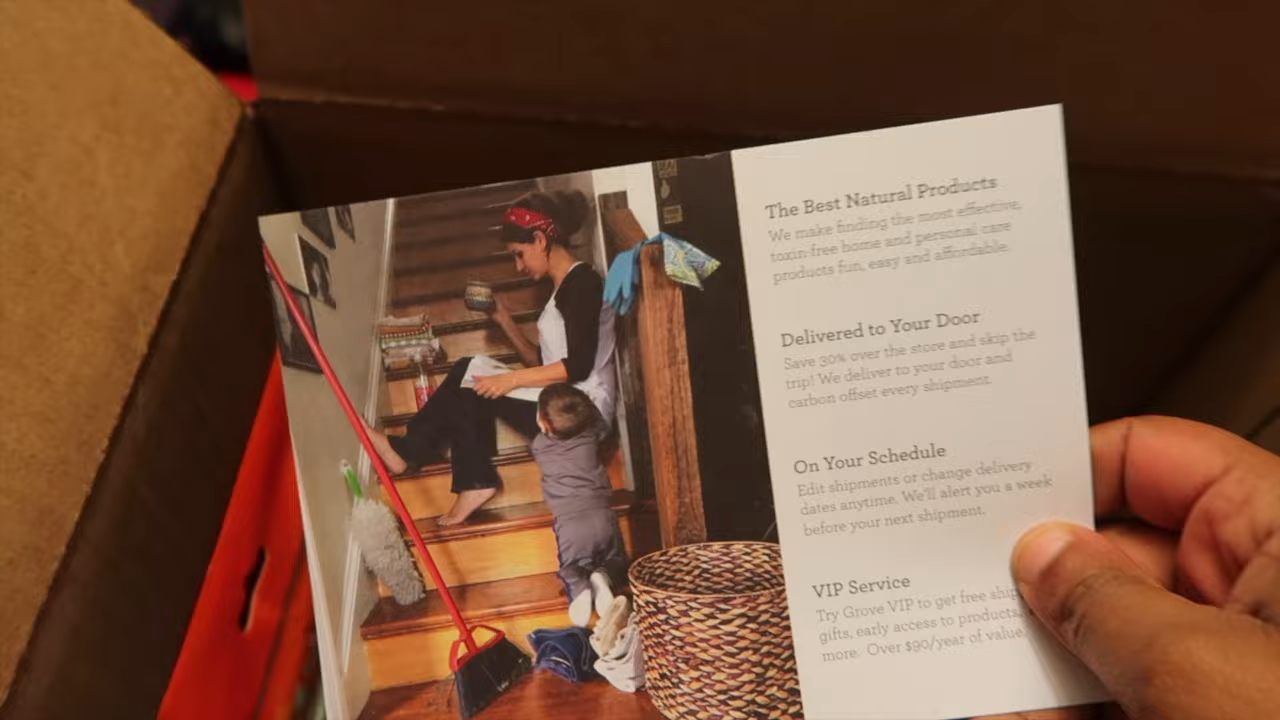 The Best Natural Products
We make finding the most effective,
toxin-free home and personal care
products fun, easy and affordable.
Delivered to Your Door
Save 30% over the store and skip the
trip! We deliver to your door and
carbon offset every shipment.
On Your Schedule
Edit shipments or change delivery
dates anytime. We'll alert you a week
before your next shipment.
VIP Service
Try Grove VIP to get free
gifts, early access to products,
more. Over $90/year of value.